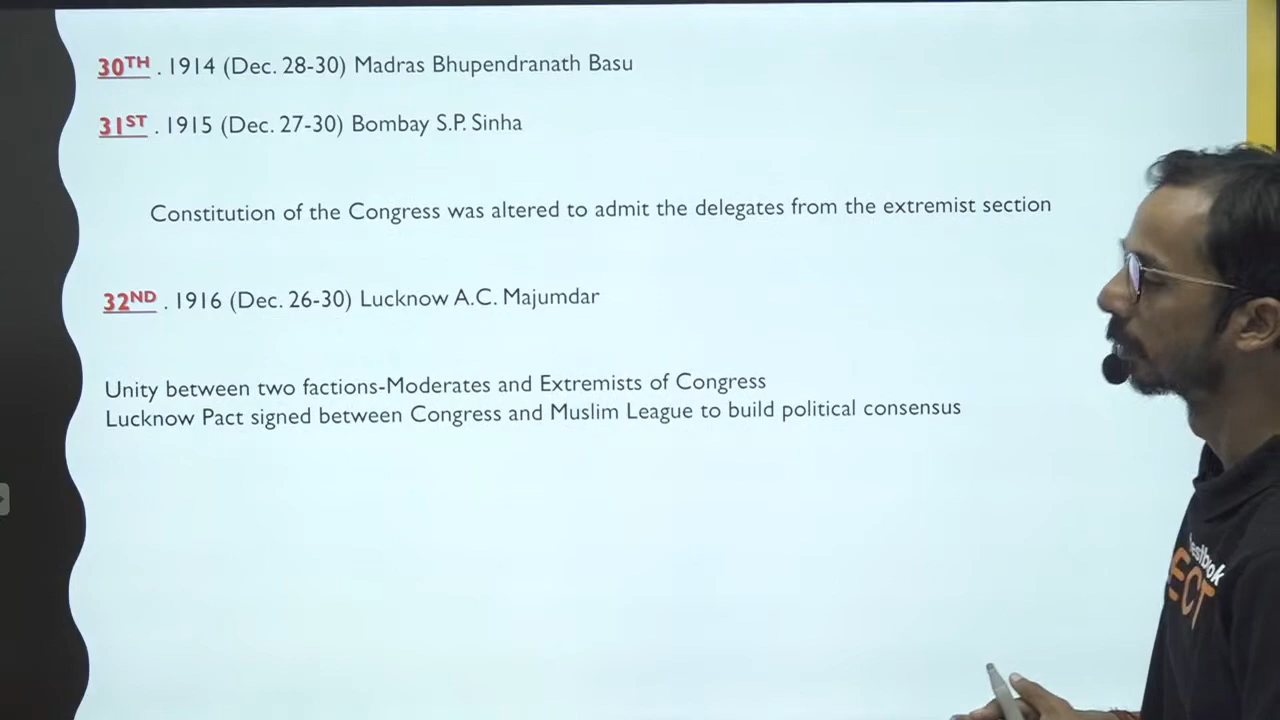 30TH . 1914 (Dec. 28-30) Madras Bhupendranath Basu
31ST . 1915 (Dec. 27-30) Bombay S.P. Sinha
Constitution of the Congress was altered to admit the delegates from the extremist section
32ND . 1916 (Dec. 26-30) Lucknow A.C. Majumdar
Unity between two factions-Moderates and Extremists of Congress
Lucknow Pact signed between Congress and Muslim League to build political consensus